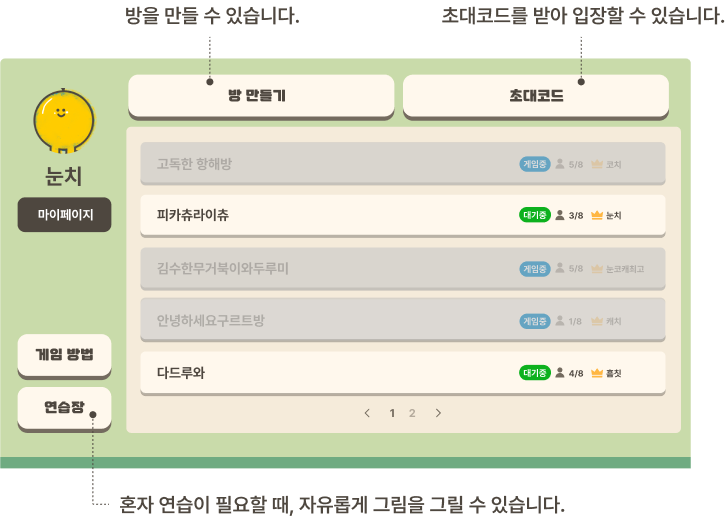 방을 만들 수 있습니다.
초대코드를 받아 입장할 수 있습니다.
방 만들기
초대코드
눈치
마이페이지
고독한 항해방 게임중 5/8 코치
피카츄라이츄 대기중 3/8 눈치
김수한무거북이와두루미 게임중 5/8 눈코캐최고
안녕하세요구르트방 게임중 1/8 캐치
다드루와 대기중 4/8 흠칫
게임 방법
연습장
< 1 2 >
혼자 연습이 필요할 때, 자유롭게 그림을 그릴 수 있습니다.